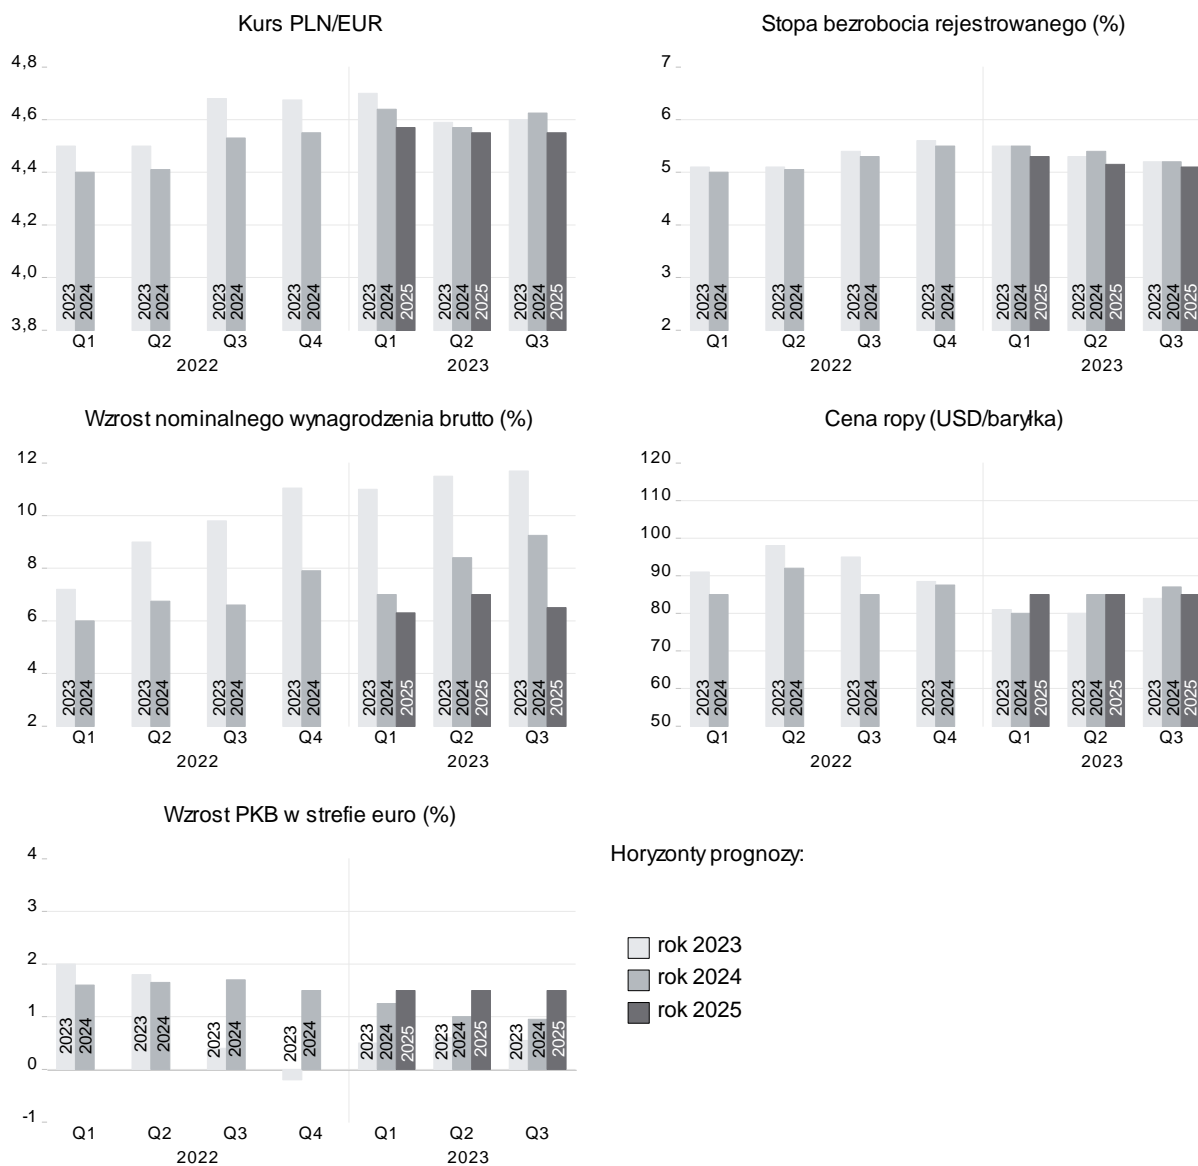 Kurs PLN/EUR
4,8
4,6
4,4
4,2
4,0
3,8
2023 2024 2023 2024 2023 2024 2023 2024 2023 2024 2025 2023 2024 2025 2023 2024 2025
Q1 Q2 Q3 Q4 Q1 Q2 Q3
2022 2023
Stopa bezrobocia rejestrowanego (%)
7
6
5
4
3
2
2023 2024 2023 2024 2023 2024 2023 2024 2023 2024 2025 2023 2024 2025 2023 2024 2025
Q1 Q2 Q3 Q4 Q1 Q2 Q3
2022 2023
Wzrost nominalnego wynagrodzenia brutto (%)
12
10
8
6
4
2
2023 2024 2023 2024 2023 2024 2023 2024 2023 2024 2025 2023 2024 2025 2023 2024 2025
Q1 Q2 Q3 Q4 Q1 Q2 Q3
2022 2023
Cena ropy (USD/baryłka)
120
110
100
90
80
70
60
50
2023 2024 2023 2024 2023 2024 2023 2024 2023 2024 2025 2023 2024 2025 2023 2024 2025
Q1 Q2 Q3 Q4 Q1 Q2 Q3
2022 2023
Wzrost PKB w strefie euro (%)
4
3
2
1
0
-1
2023 2024 2023 2024 2023 2024 2023 2024 2023 2024 2025 2023 2024 2025 2023 2024 2025
Q1 Q2 Q3 Q4 Q1 Q2 Q3
2022 2023
Horyzonty prognozy:
rok 2023
rok 2024
rok 2025